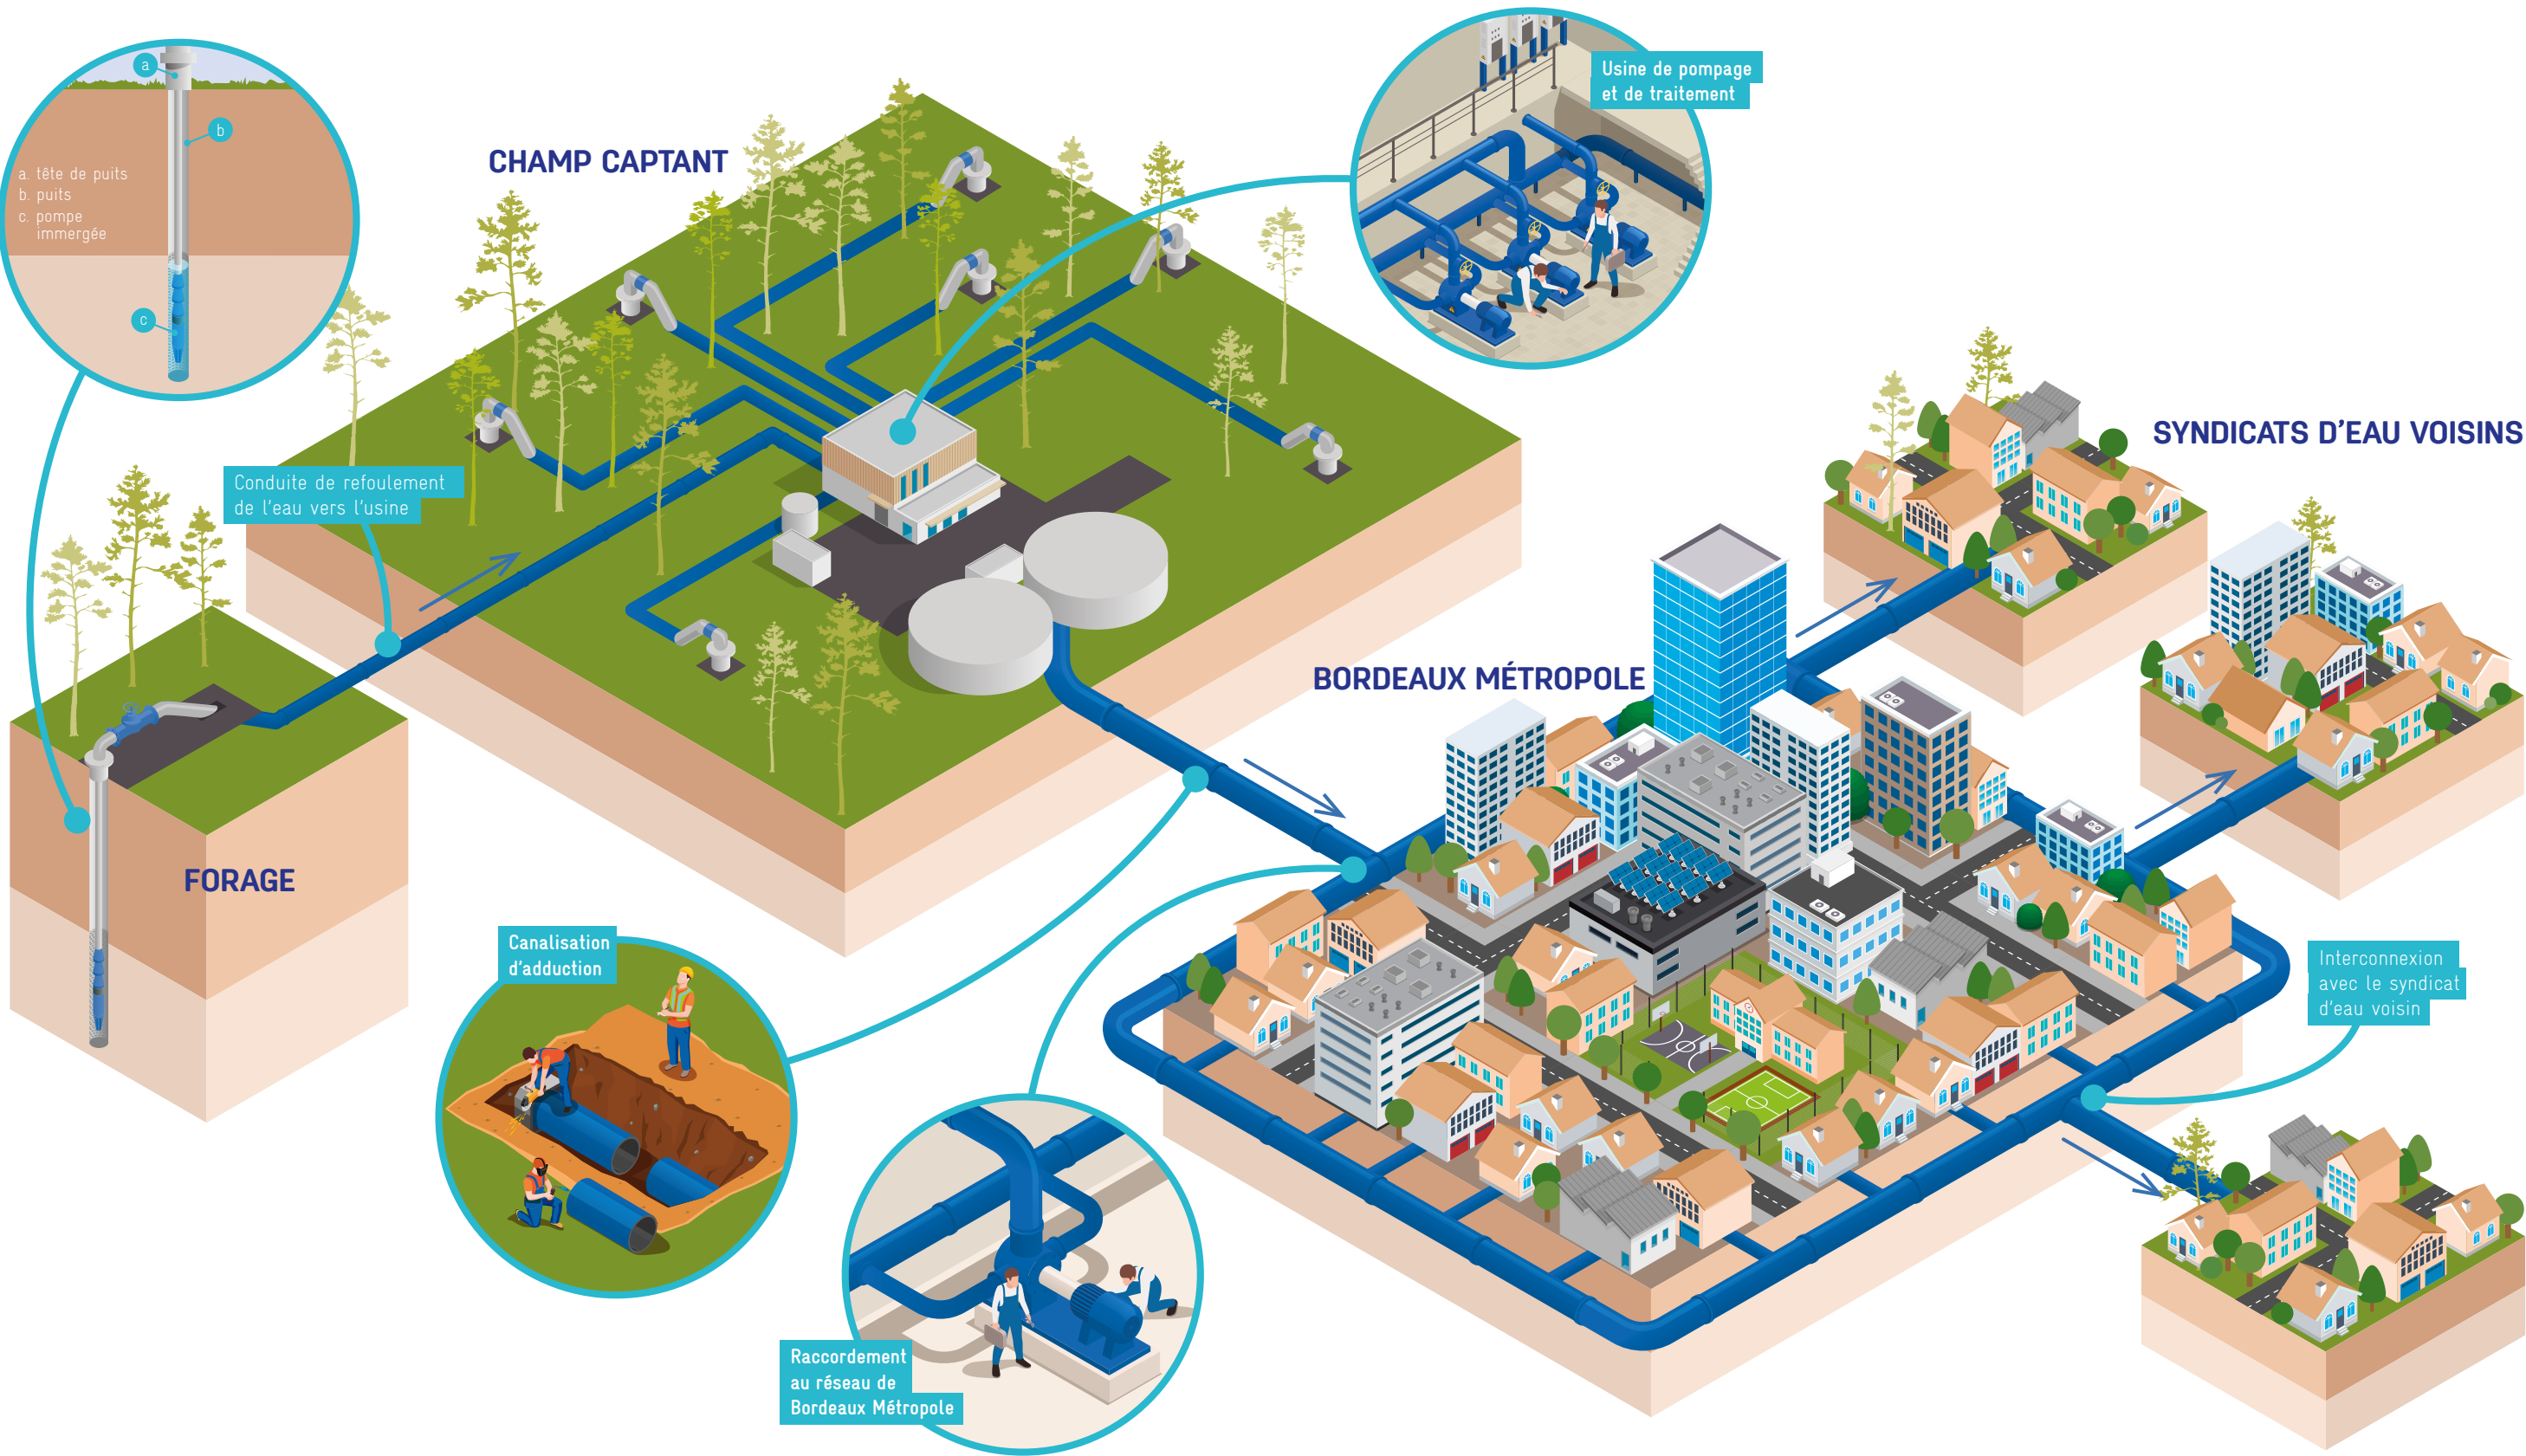 a
b
a. tête de puits
b. puits
c. pompe
immergée
c
CHAMP CAPTANT
Usine de pompage
et de traitement
Conduite de refoulement
de l'eau vers l'usine
SYNDICATS D'EAU VOISINS
BORDEAUX MÉTROPOLE
FORAGE
Canalisation
d'adduction
Interconnexion
avec le syndicat
d'eau voisin
Raccordement
au réseau de
Bordeaux Métropole